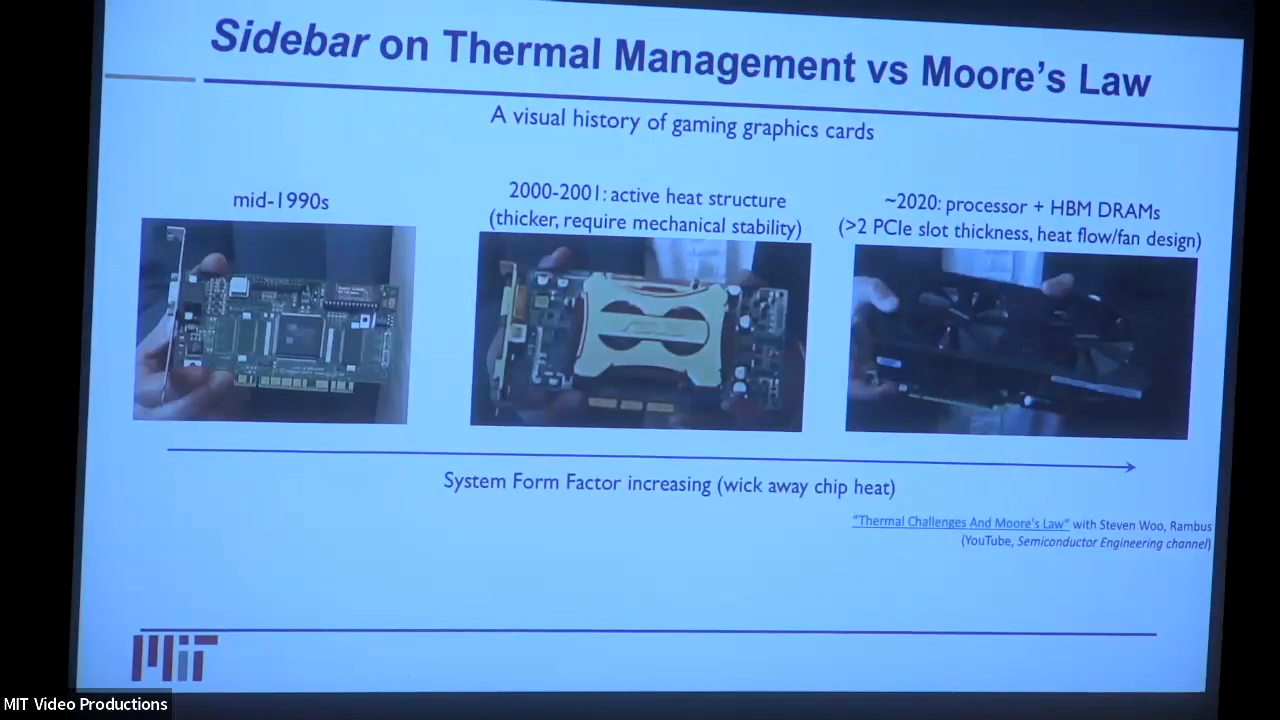 Sidebar on Thermal Management vs Moore's Law
A visual history of gaming graphics cards
mid-1990s
2000-2001: active heat structure
(thicker, require mechanical stability)
~2020: processor + HBM DRAMs
(>2 PCIe slot thickness, heat flow/fan design)
System Form Factor increasing (wick away chip heat)
"Thermal Challenges And Moore's Law" with Steven Woo, Rambus
(YouTube, Semiconductor Engineering channel)
MIT
MIT Video Productions